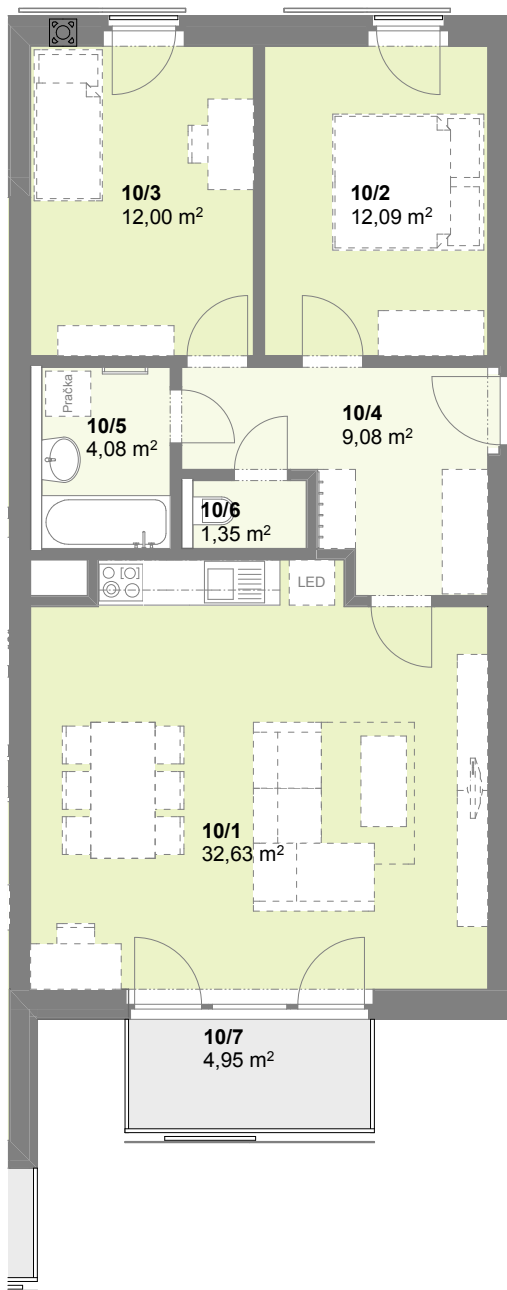 10/3
12,00 m²
10/2
12,09 m²
Pračka
10/5
4,08 m²
10/4
9,08 m²
10/6
1,35 m²
LED
10/1
32,63 m²
10/7
4,95 m²